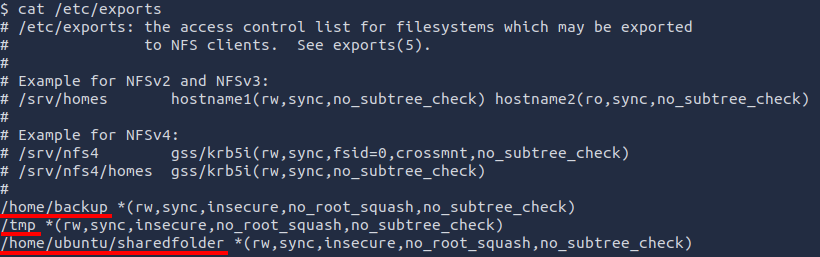 $ cat /etc/exports
# /etc/exports: the access control list for filesystems which may be exported
#               to NFS clients.  See exports(5).
#
# Example for NFSv2 and NFSv3:
# /srv/homes       hostname1(rw,sync,no_subtree_check) hostname2(ro,sync,no_subtree_check)
#
# Example for NFSv4:
# /srv/nfs4        gss/krb5i(rw,sync,fsid=0,crossmnt,no_subtree_check)
# /srv/nfs4/homes  gss/krb5i(rw,sync,no_subtree_check)
#
/home/backup *(rw,sync,insecure,no_root_squash,no_subtree_check)
/tmp *(rw,sync,insecure,no_root_squash,no_subtree_check)
/home/ubuntu/sharedfolder *(rw,sync,insecure,no_root_squash,no_subtree_check)